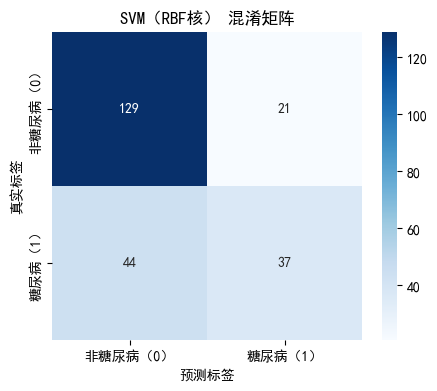 SVM（RBF核） 混淆矩阵
真实标签
非糖尿病（0）
129
21
糖尿病（1）
44
37
非糖尿病（0）
糖尿病（1）
预测标签
120
100
80
60
40